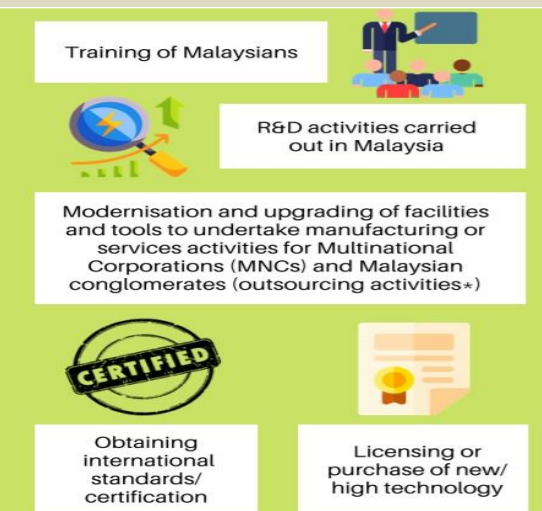 Training of Malaysians
R&D activities carried
out in Malaysia
Modernisation and upgrading of facilities
and tools to undertake manufacturing or
services activities for Multinational
Corporations (MNCs) and Malaysian
conglomerates (outsourcing activities*)
CERTIFIED
Obtaining
international
standards/
certification
Licensing or
purchase of new/
high technology